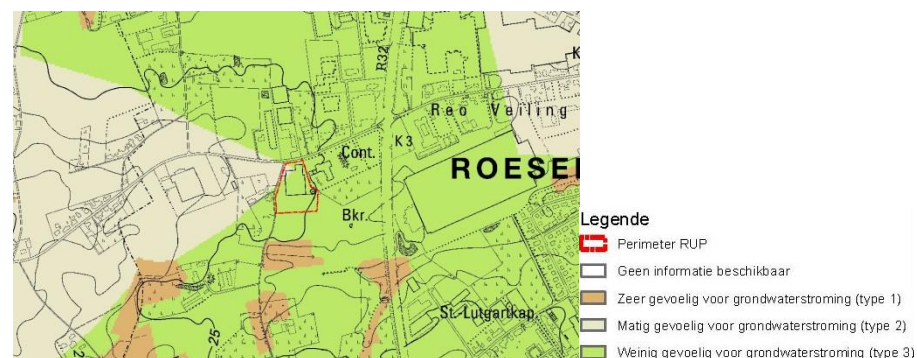 R32
K
Reo Veiling
K3
Cont.
ROESE
Bkr.
St.-Lutgartkap.
25
2
Legende
Perimeter RUP
Geen informatie beschikbaar
Zeer gevoelig voor grondwaterstroming (type 1)
Matig gevoelig voor grondwaterstroming (type 2)
Weinig gevoelig voor grondwaterstroming (type 3)